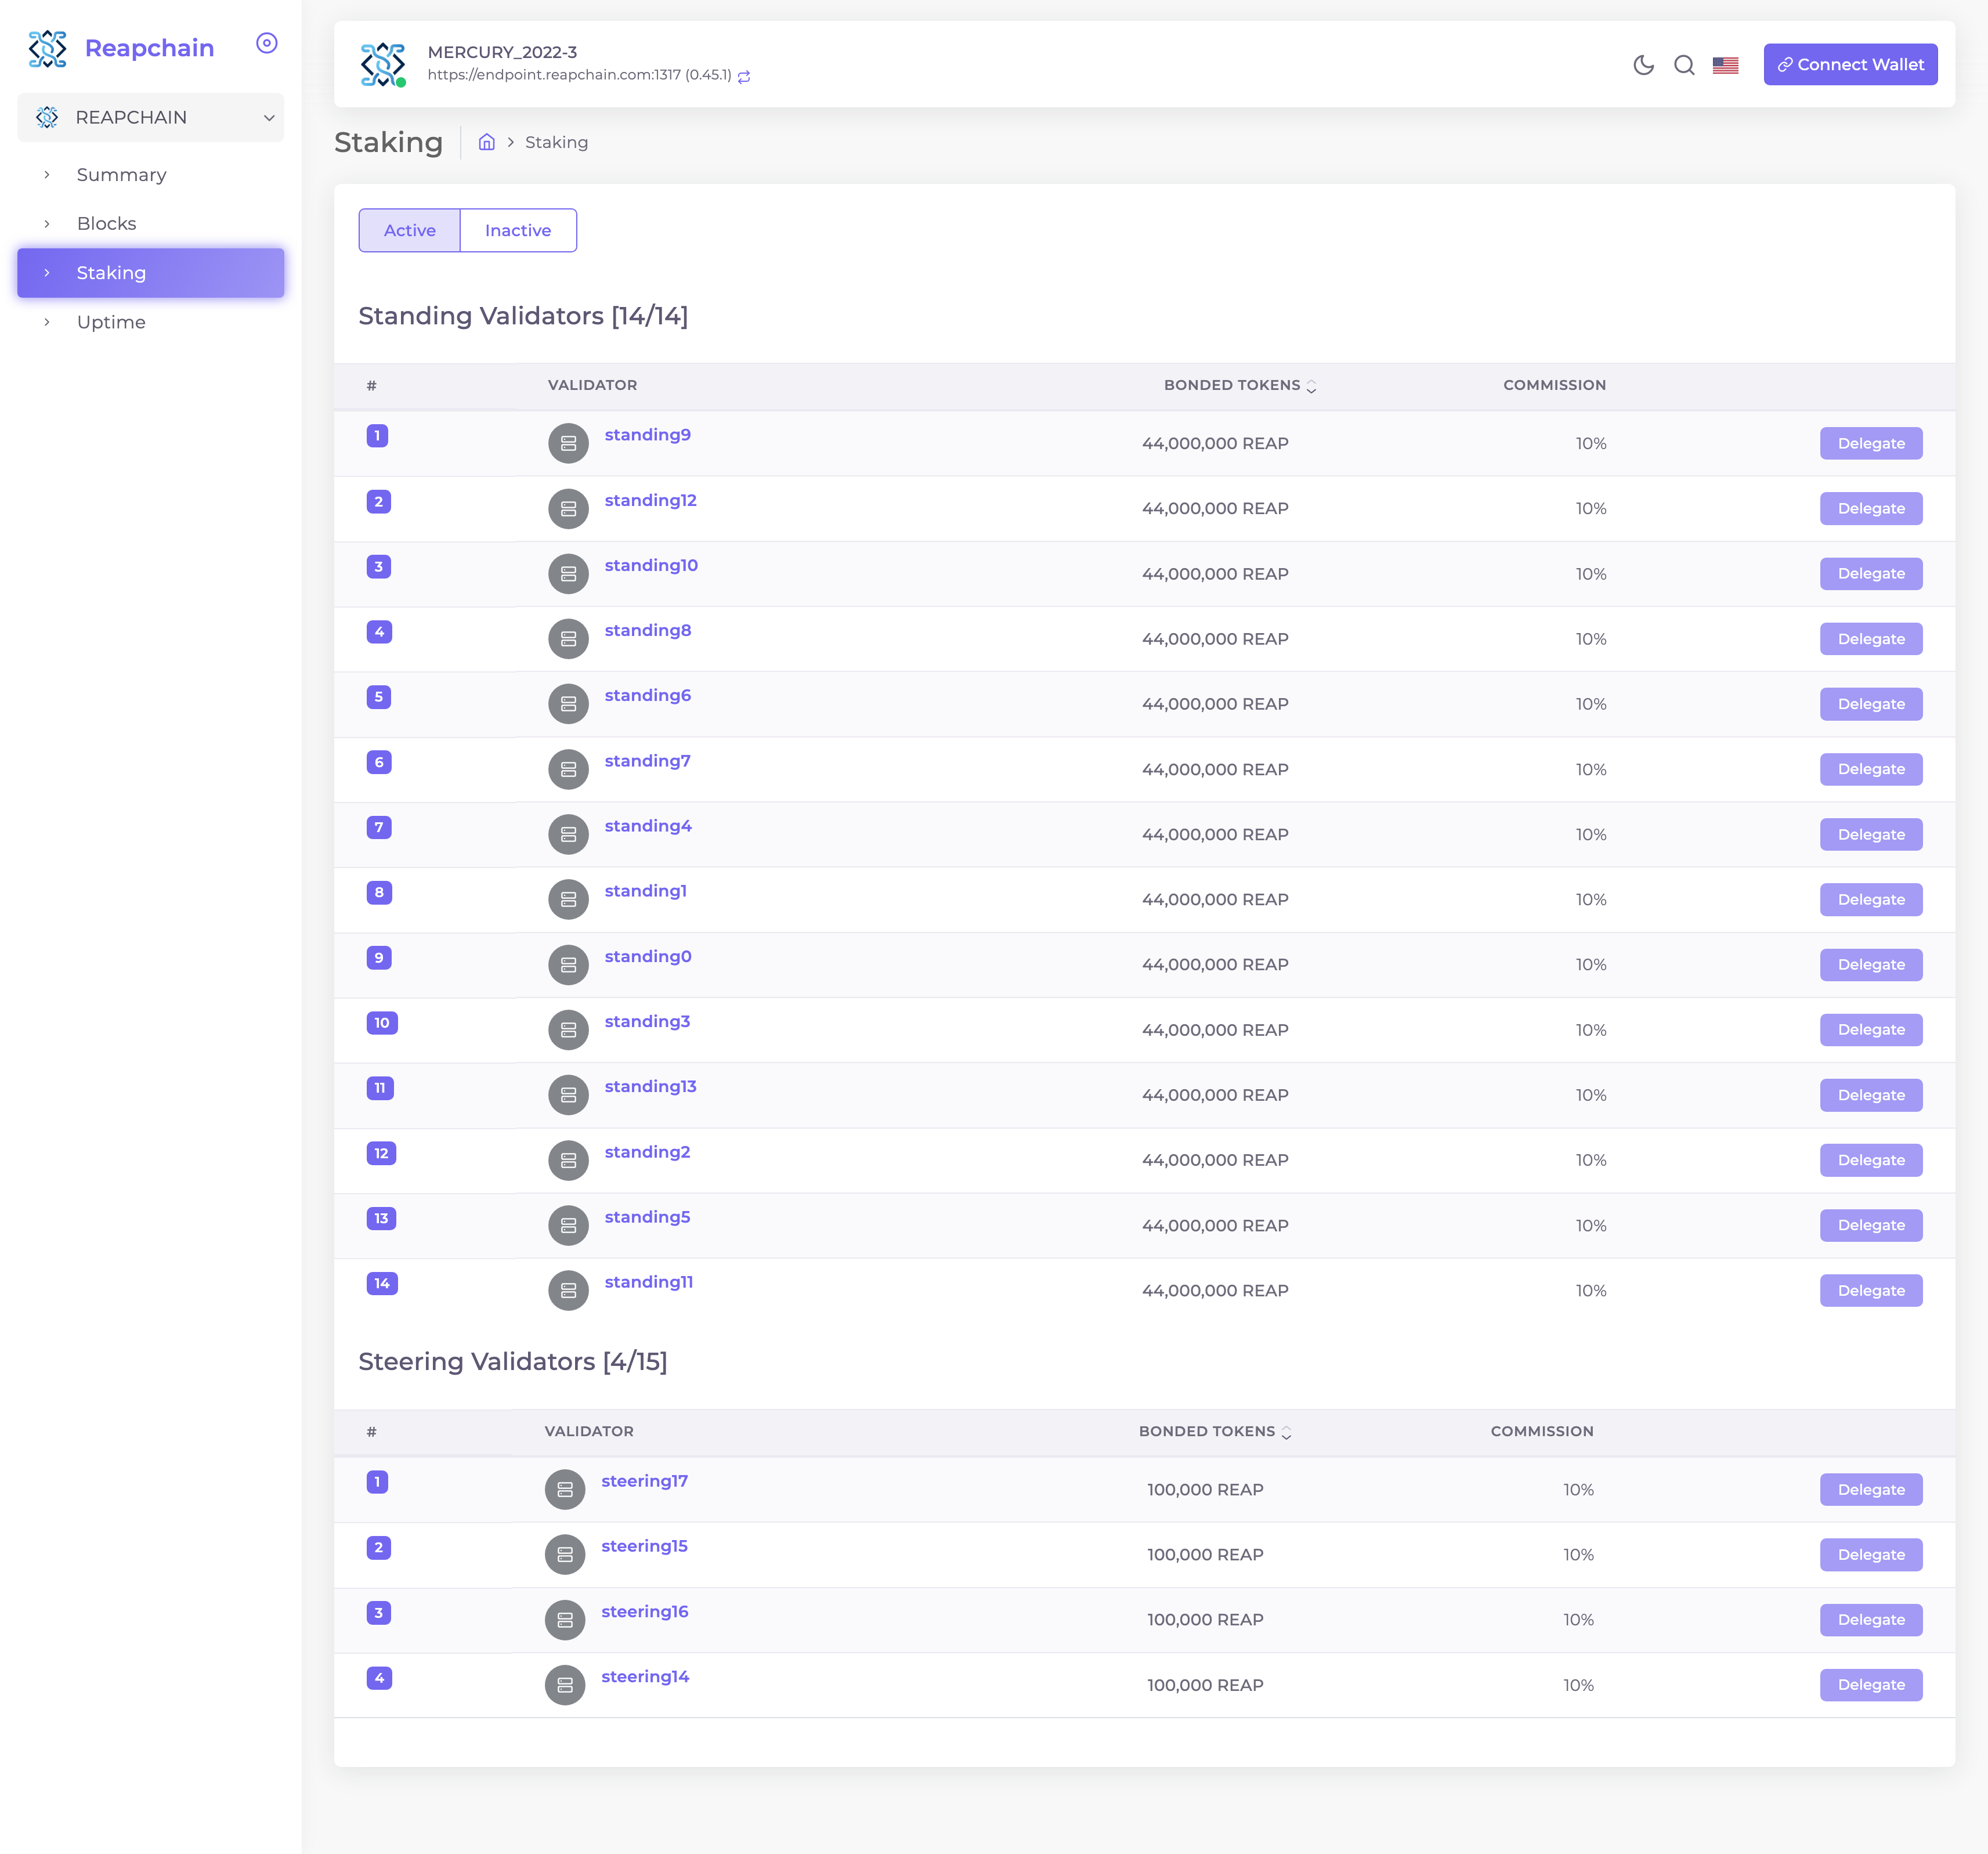 Reapchain
REAPCHAIN
Summary
Blocks
Staking
Uptime
MERCURY_2022-3
https://endpoint.reapchain.com:1317 (0.45.1)
Connect Wallet
Staking
Staking
Active Inactive
Standing Validators [14/14]
# VALIDATOR BONDED TOKENS COMMISSION
1 standing9 44,000,000 REAP 10% Delegate
2 standing12 44,000,000 REAP 10% Delegate
3 standing10 44,000,000 REAP 10% Delegate
4 standing8 44,000,000 REAP 10% Delegate
5 standing6 44,000,000 REAP 10% Delegate
6 standing7 44,000,000 REAP 10% Delegate
7 standing4 44,000,000 REAP 10% Delegate
8 standing1 44,000,000 REAP 10% Delegate
9 standing0 44,000,000 REAP 10% Delegate
10 standing3 44,000,000 REAP 10% Delegate
11 standing13 44,000,000 REAP 10% Delegate
12 standing2 44,000,000 REAP 10% Delegate
13 standing5 44,000,000 REAP 10% Delegate
14 standing11 44,000,000 REAP 10% Delegate
Steering Validators [4/15]
# VALIDATOR BONDED TOKENS COMMISSION
1 steering17 100,000 REAP 10% Delegate
2 steering15 100,000 REAP 10% Delegate
3 steering16 100,000 REAP 10% Delegate
4 steering14 100,000 REAP 10% Delegate